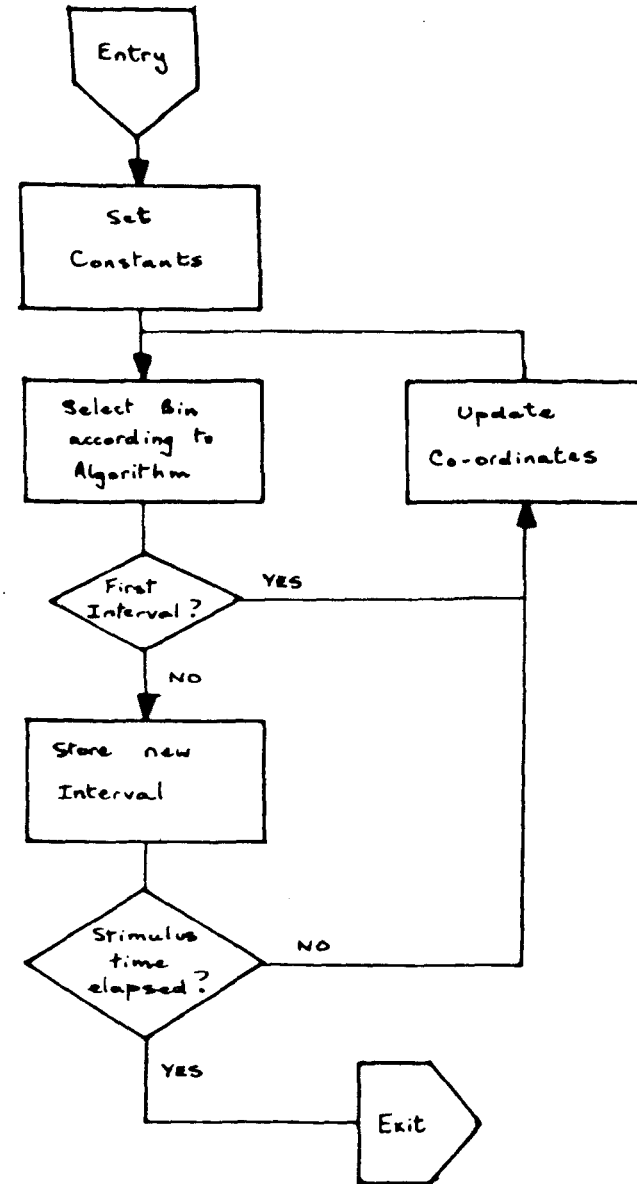 Entry
Set
Constants
Select Bin
according to
Algorithm
Update
Co-ordinates
First
Interval?
YES
NO
Store new
Interval
Stimulus
time
elapsed?
NO
YES
Exit